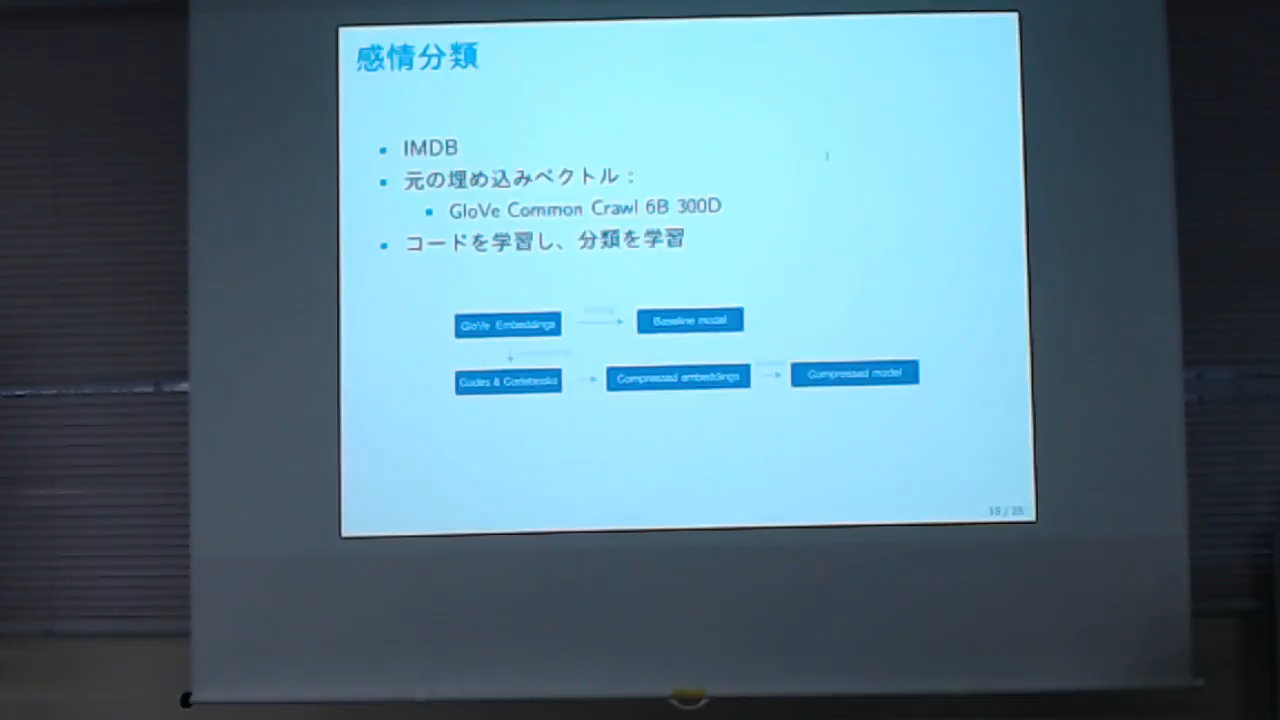 感情分類
IMDB
元の埋め込みベクトル：
GloVe Common Crawl 6B 300D
コードを学習し、分類を学習
GloVe Embeddings
Baseline model
Codes & Codebooks
Compressed embeddings
Compressed model